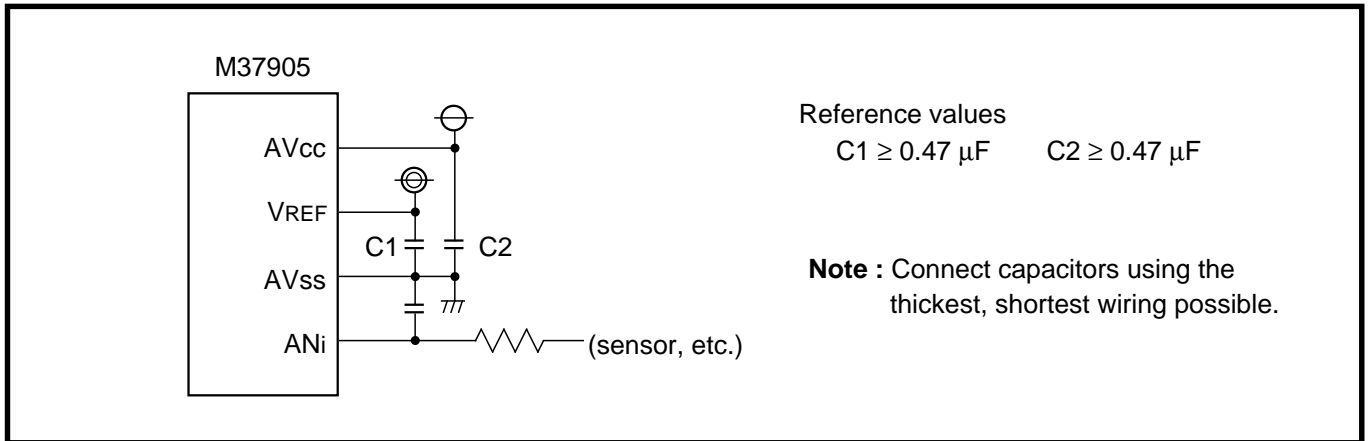 M37905
AVcc
VREF
C1
C2
AVss
ANi
(sensor, etc.)
Reference values
C1 ≥ 0.47 μF C2 ≥ 0.47 μF
Note : Connect capacitors using the
thickest, shortest wiring possible.